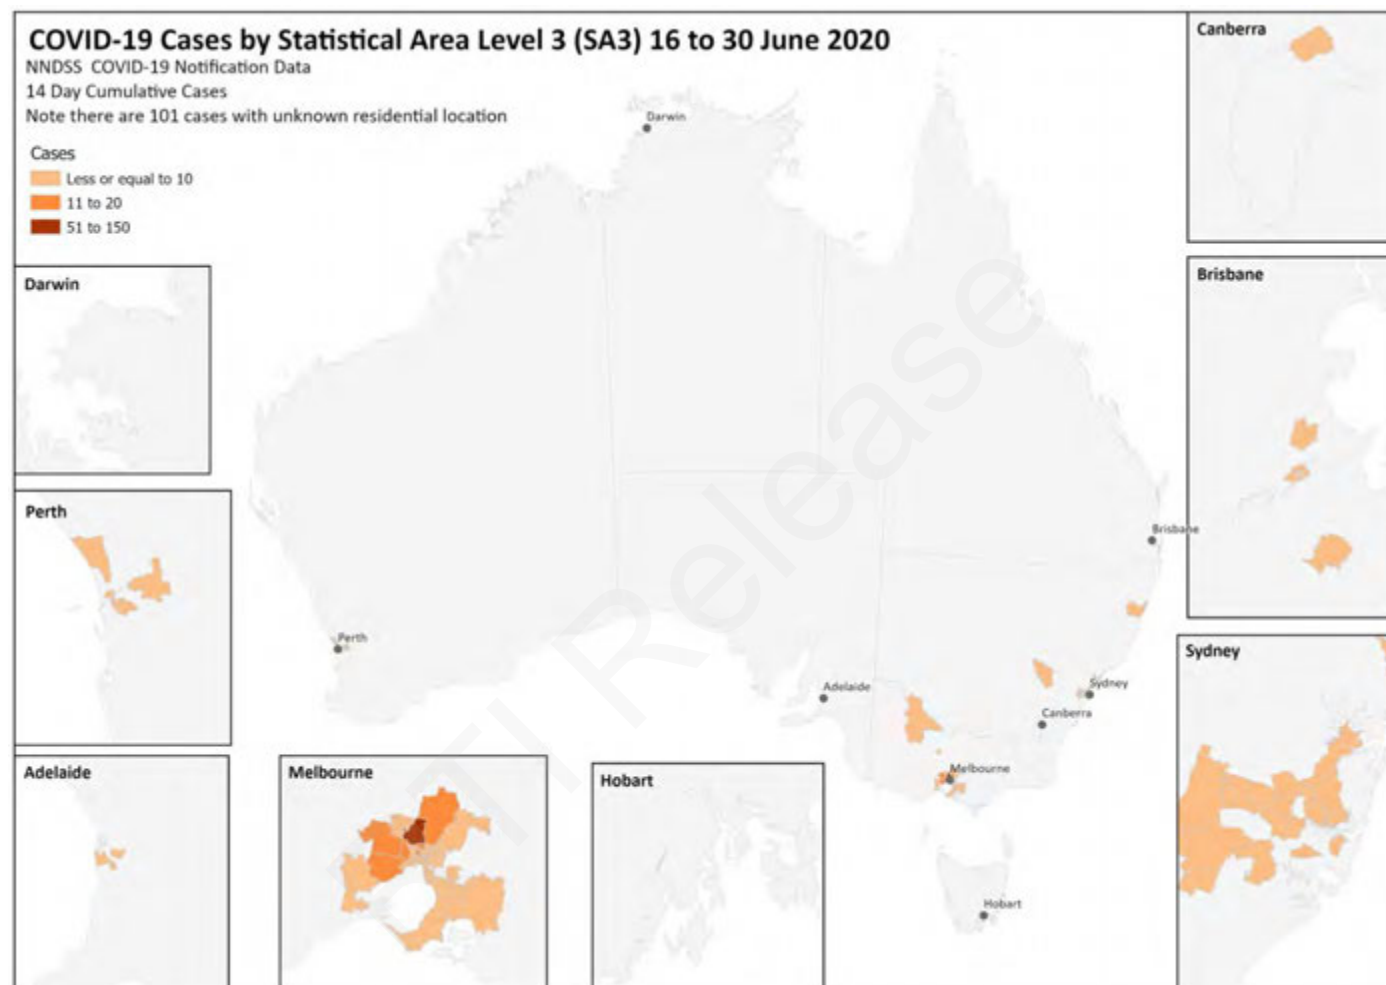 COVID-19 Cases by Statistical Area Level 3 (SA3) 16 to 30 June 2020
NNDSS COVID-19 Notification Data
14 Day Cumulative Cases
Note there are 101 cases with unknown residential location
Cases
Less or equal to 10
11 to 20
51 to 150
Canberra
Darwin
Brisbane
Darwin
Perth
Brisbane
Perth
Adelaide
Sydney
Canberra
Melbourne
Sydney
Adelaide
Melbourne
Hobart
Hobart
Release